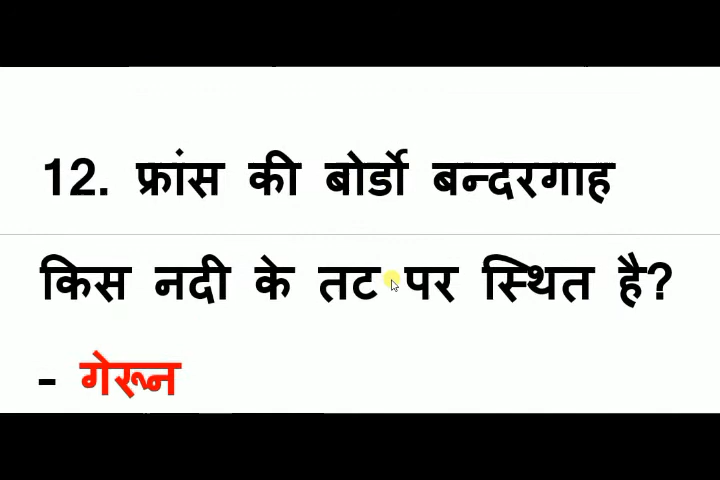 12. फ्रांस की बोर्डो बन्दरगाह
किस नदी के तट पर स्थित है?
- गेरून